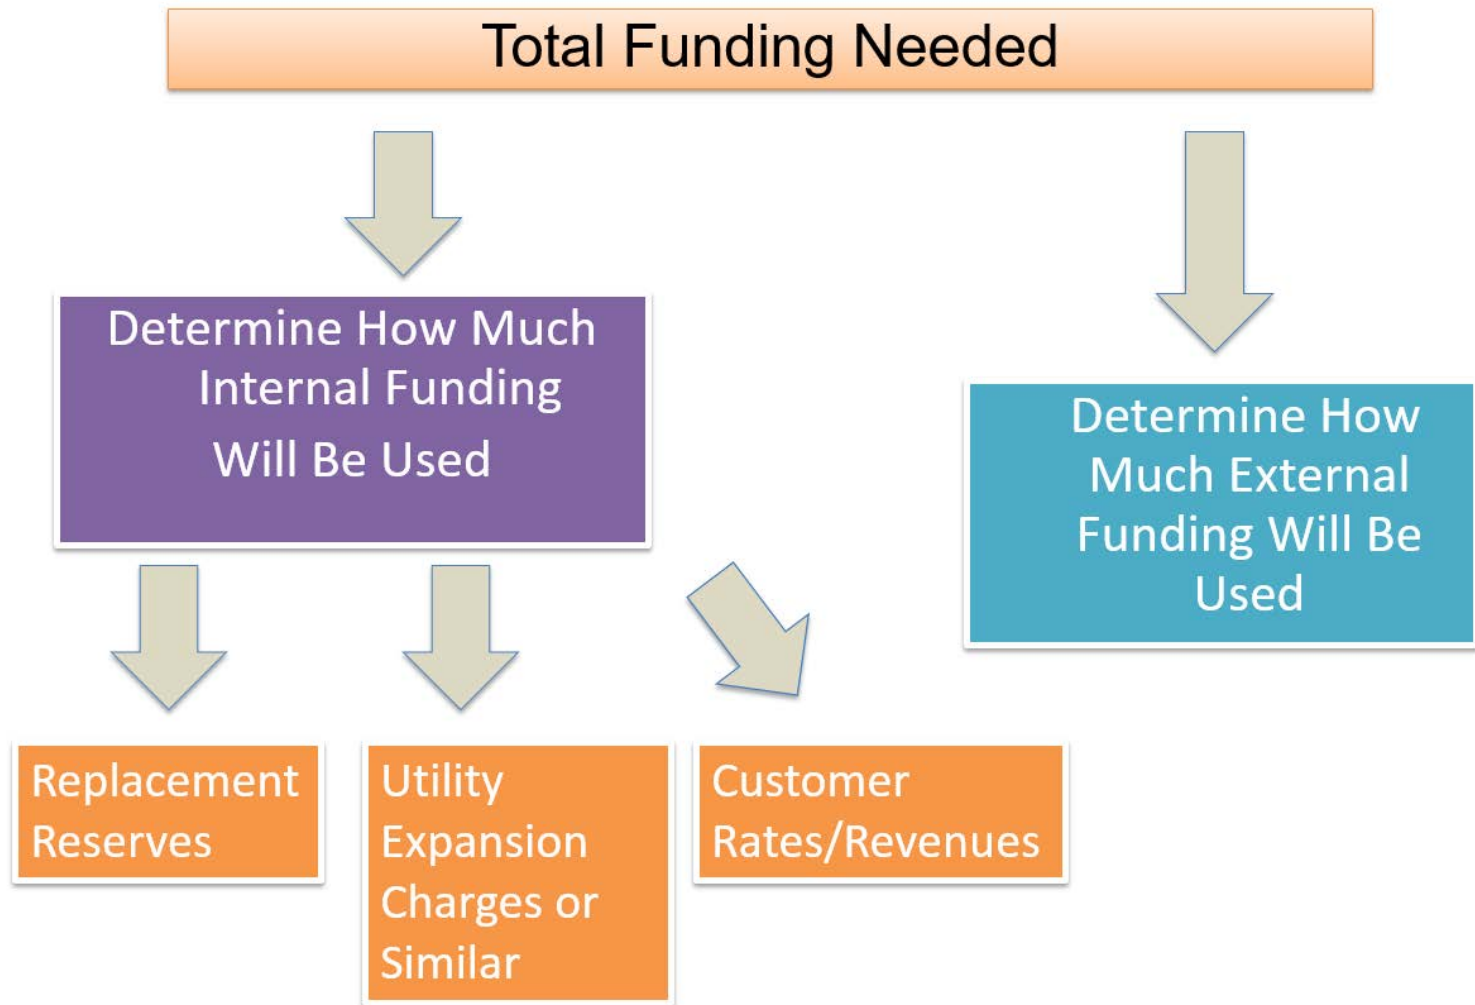 Total Funding Needed
Determine How Much
Internal Funding
Will Be Used
Determine How
Much External
Funding Will Be
Used
Replacement
Reserves
Utility
Expansion
Charges or
Similar
Customer
Rates/Revenues